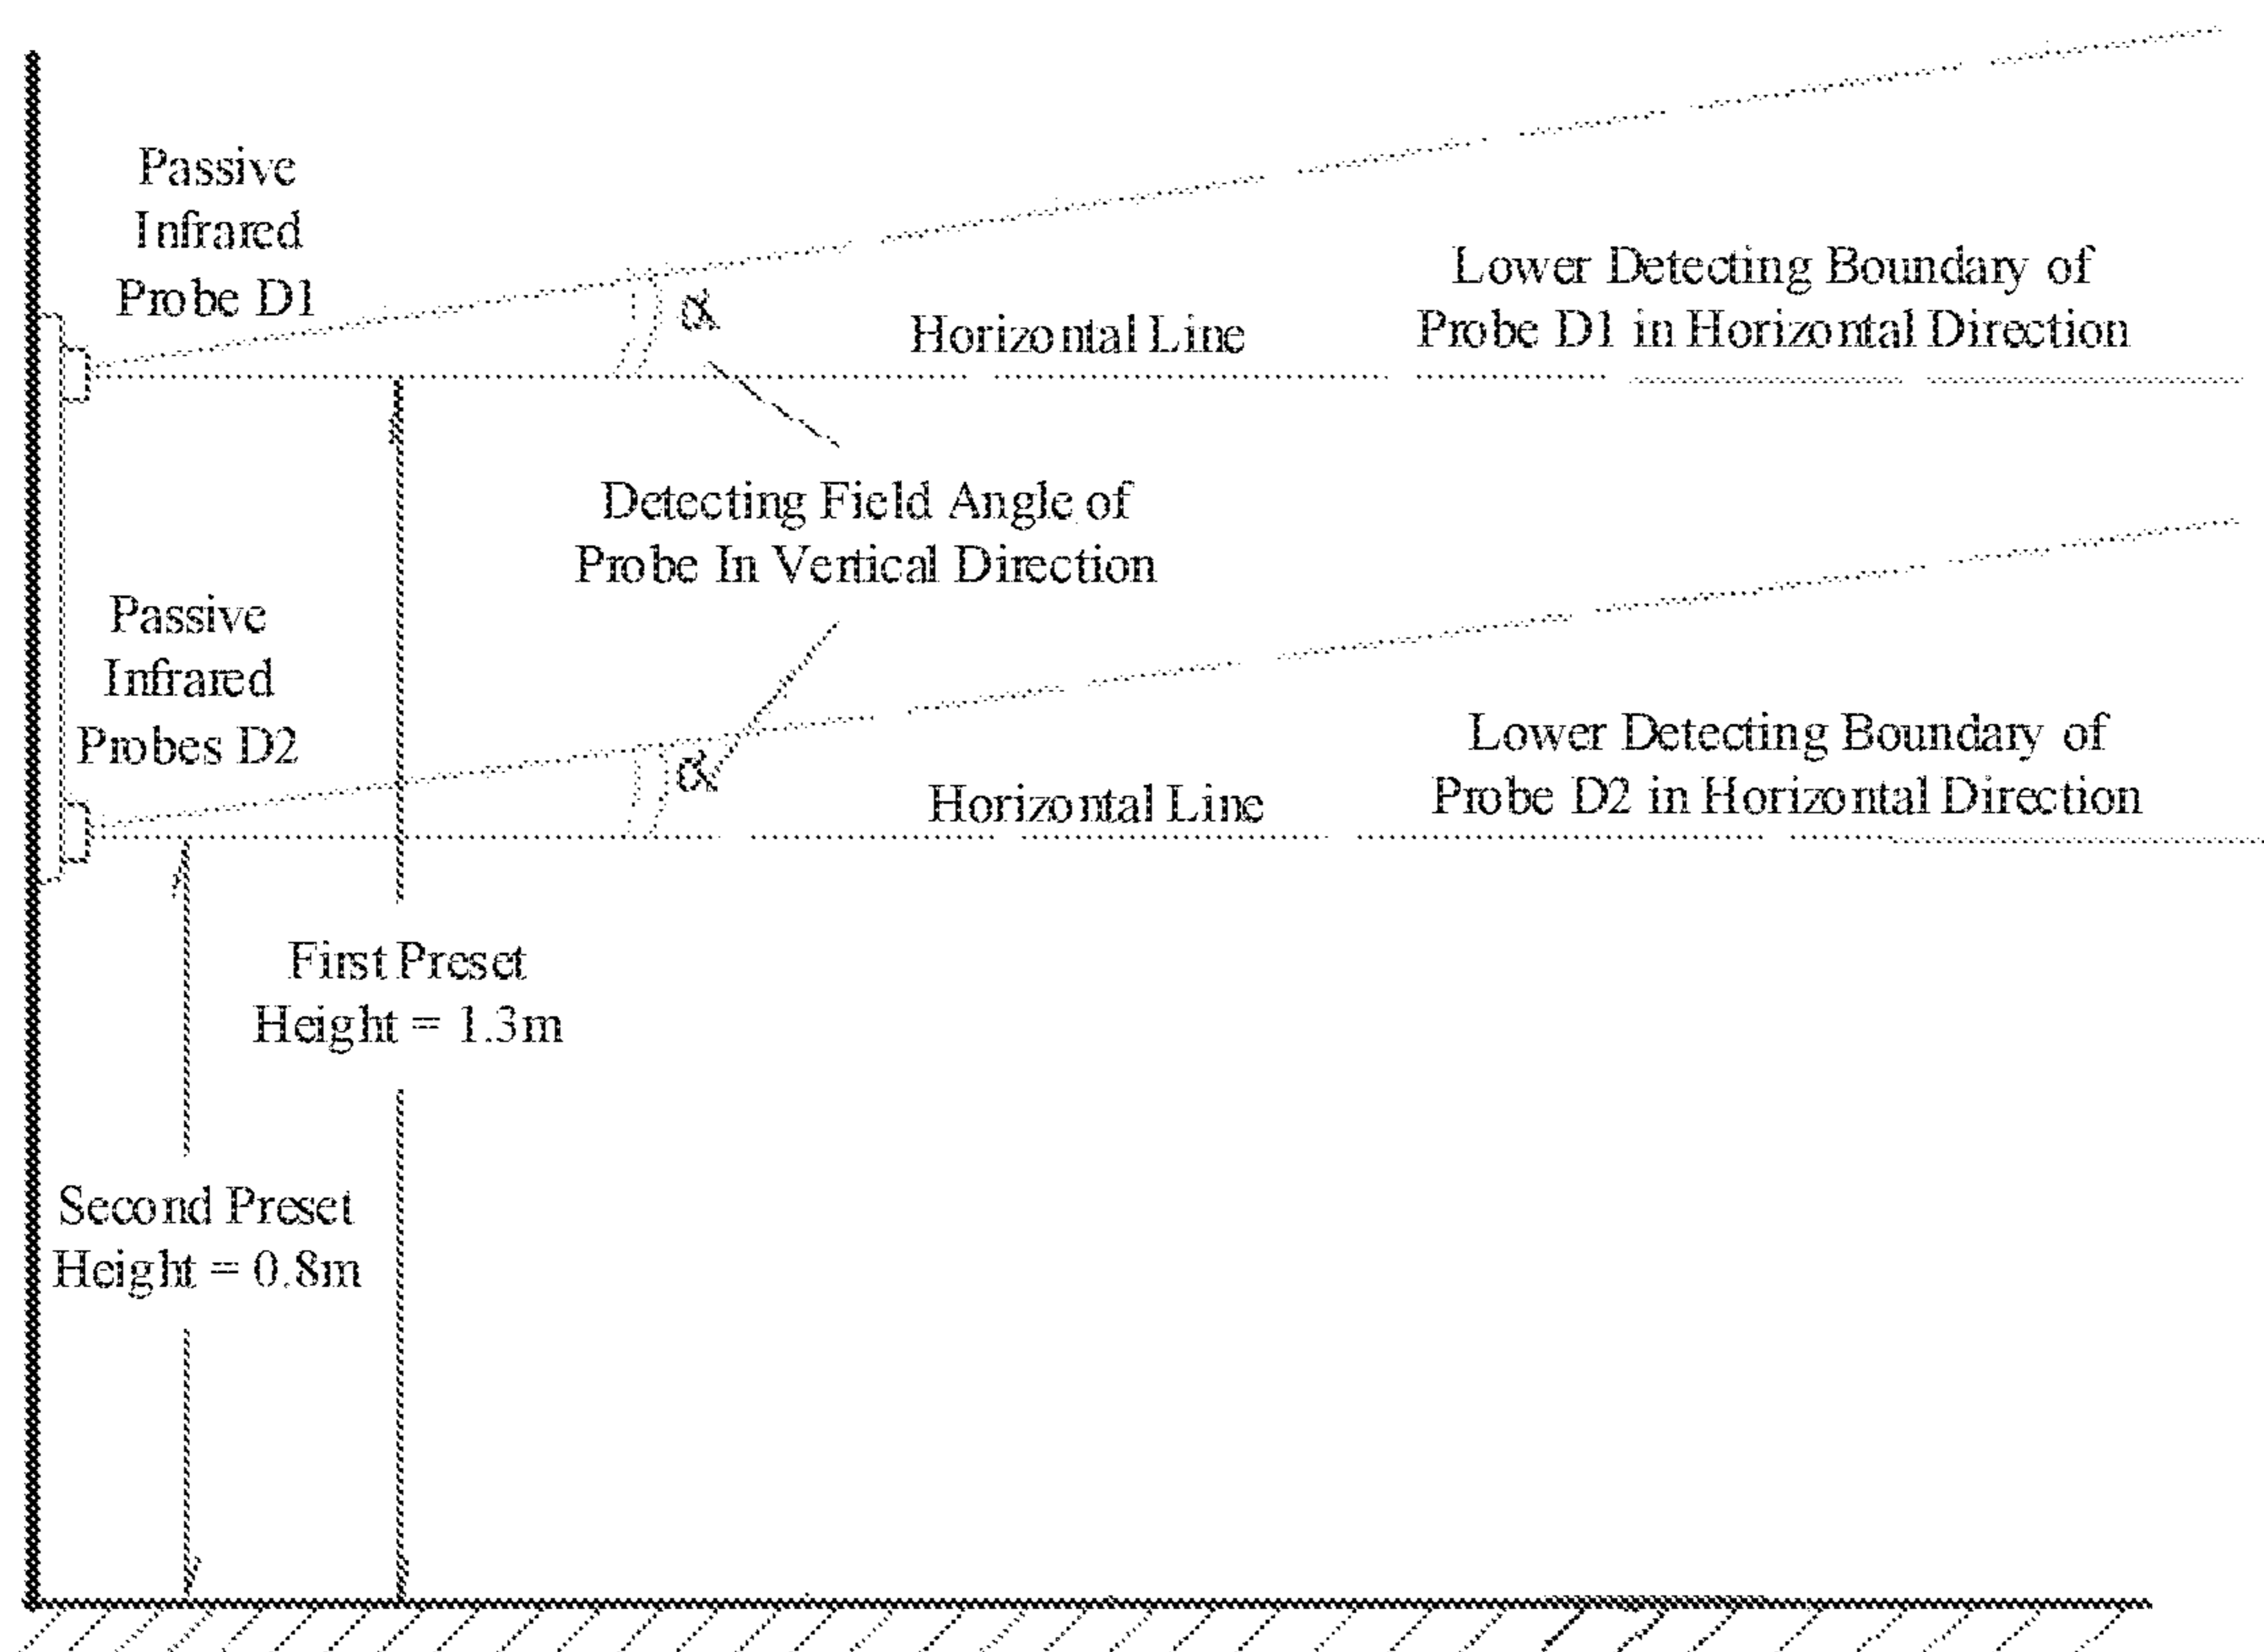 Passive
Infrared
Probe D1
α
Horizontal Line
Lower Detecting Boundary of
Probe D1 in Horizontal Direction
Detecting Field Angle of
Probe In Vertical Direction
Passive
Infrared
Probes D2
α
Horizontal Line
Lower Detecting Boundary of
Probe D2 in Horizontal Direction
First Preset
Height = 1.3m
Second Preset
Height = 0.8m